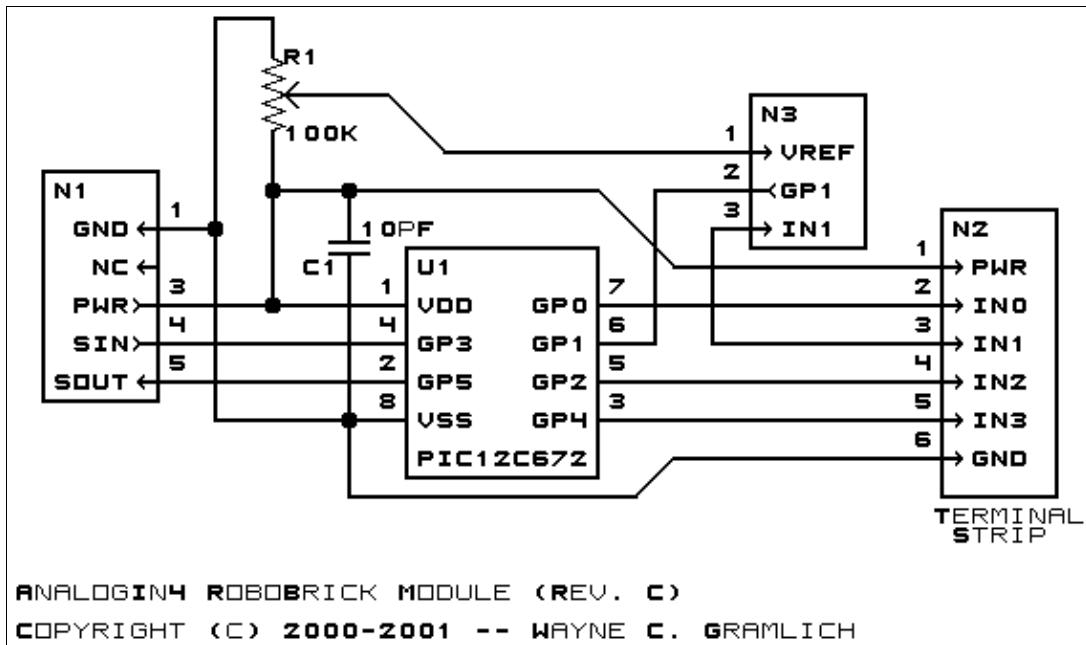 R1
100K
N3
1
VREF
2
GP1
3
IN1
N1
1
GND
NC
3
PWR
4
SIN
5
SOUT
10PF
C1
U1
1
VDD
4
GP3
2
GP5
8
VSS
7
GP0
6
GP1
5
GP2
3
GP4
PIC12C672
N2
1
PWR
2
IN0
3
IN1
4
IN2
5
IN3
6
GND
TERMINAL
STRIP
ANALOGIN4 ROBOBRICK MODULE (REV. C)
COPYRIGHT (C) 2000-2001 -- WAYNE C. GRAMLICH